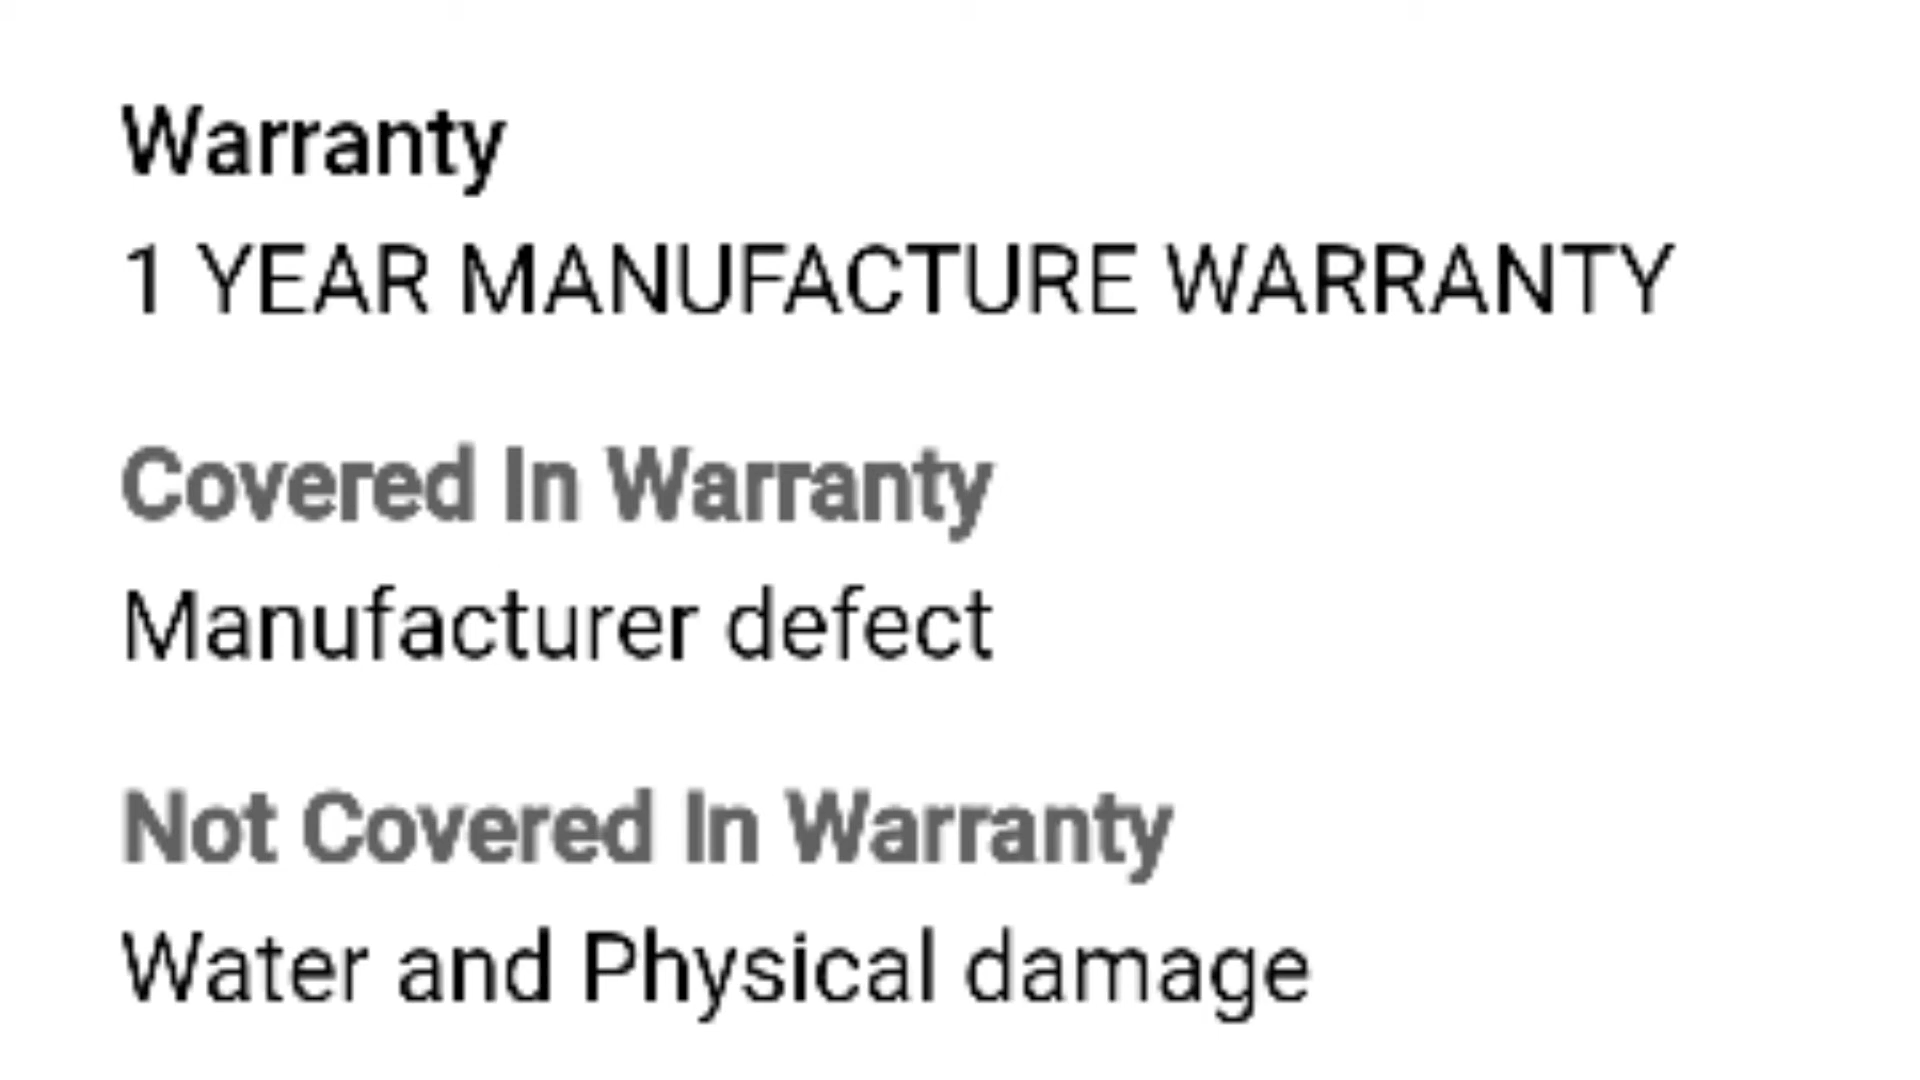 Warranty
1 YEAR MANUFACTURE WARRANTY
Covered In Warranty
Manufacturer defect
Not Covered In Warranty
Water and Physical damage